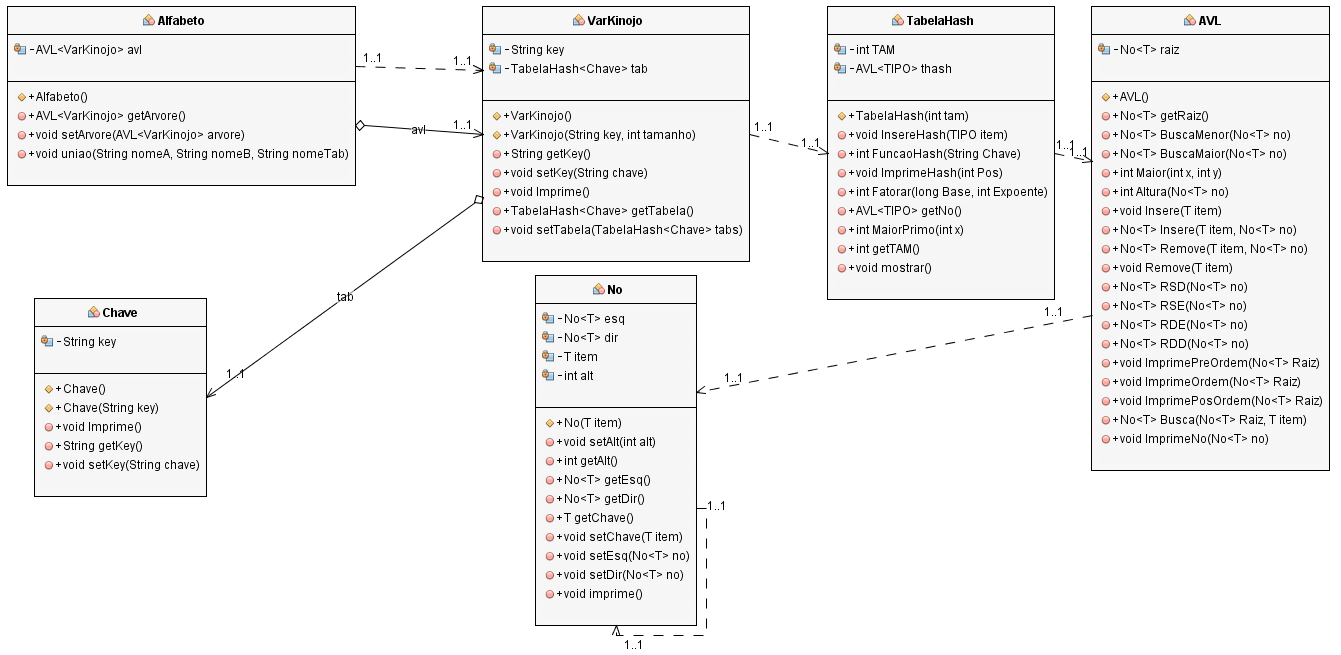 Alfabeto
-AVL<VarKinojo> avl
+Alfabeto()
+AVL<VarKinojo> getArvore()
+void setArvore(AVL<VarKinojo> arvore)
+void uniao(String nomeA, String nomeB, String nomeTab)
1..1
1..1
avl
1..1
VarKinojo
-String key
-TabelaHash<Chave> tab
+VarKinojo()
+VarKinojo(String key, int tamanho)
+String getKey()
+void setKey(String chave)
+void Imprime()
+TabelaHash<Chave> getTabela()
+void setTabela(TabelaHash<Chave> tabs)
1..1
1..1
TabelaHash
-int TAM
-AVL<TIPO> thash
+TabelaHash(int tam)
+void InsereHash(TIPO item)
+int FuncaoHash(String Chave)
+void ImprimeHash(int Pos)
+int Fatorar(long Base, int Expoente)
+AVL<TIPO> getNo()
+int MaiorPrimo(int x)
+int getTAM()
+void mostrar()
1..1
1..1
AVL
-No<T> raiz
+AVL()
+No<T> getRaiz()
+No<T> BuscaMenor(No<T> no)
+No<T> BuscaMaior(No<T> no)
+int Maior(int x, int y)
+int Altura(No<T> no)
+void Insere(T item)
+No<T> Insere(T item, No<T> no)
+No<T> Remove(T item, No<T> no)
+void Remove(T item)
+No<T> RSD(No<T> no)
+No<T> RSE(No<T> no)
+No<T> RDE(No<T> no)
+No<T> RDD(No<T> no)
+void ImprimePreOrdem(No<T> Raiz)
+void ImprimeOrdem(No<T> Raiz)
+void ImprimePosOrdem(No<T> Raiz)
+No<T> Busca(No<T> Raiz, T item)
+void ImprimeNo(No<T> no)
tab
1..1
Chave
-String key
+Chave()
+Chave(String key)
+void Imprime()
+String getKey()
+void setKey(String chave)
1..1
1..1
No
-No<T> esq
-No<T> dir
-T item
-int alt
+No(T item)
+void setAlt(int alt)
+int getAlt()
+No<T> getEsq()
+No<T> getDir()
+T getChave()
+void setChave(T item)
+void setEsq(No<T> no)
+void setDir(No<T> no)
+void imprime()
1..1
1..1